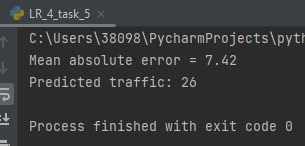 LR_4_task_5
C:\Users\38098\PycharmProjects\pyth
Mean absolute error = 7.42
Predicted traffic: 26
Process finished with exit code 0